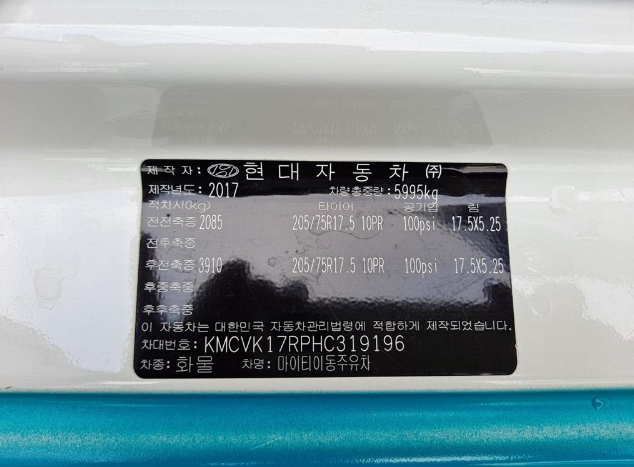 제 작 자: 현 대 자 동 차 ㈜
제작년도: 2017 차량총중량: 5995kg
적차시(kg) 타이어 공기압 림
전전축중 2085 205/75R17.5 10PR 100psi 17.5X5.25
전후축중
후전축중 3910 205/75R17.5 10PR 100psi 17.5X5.25
후중축중
후후축중
이 자동차는 대한민국 자동차관리법령에 적합하게 제작되었습니다.
차대번호: KMCVK17RPHC319196
차종: 화물 차명: 마이티이동주유차